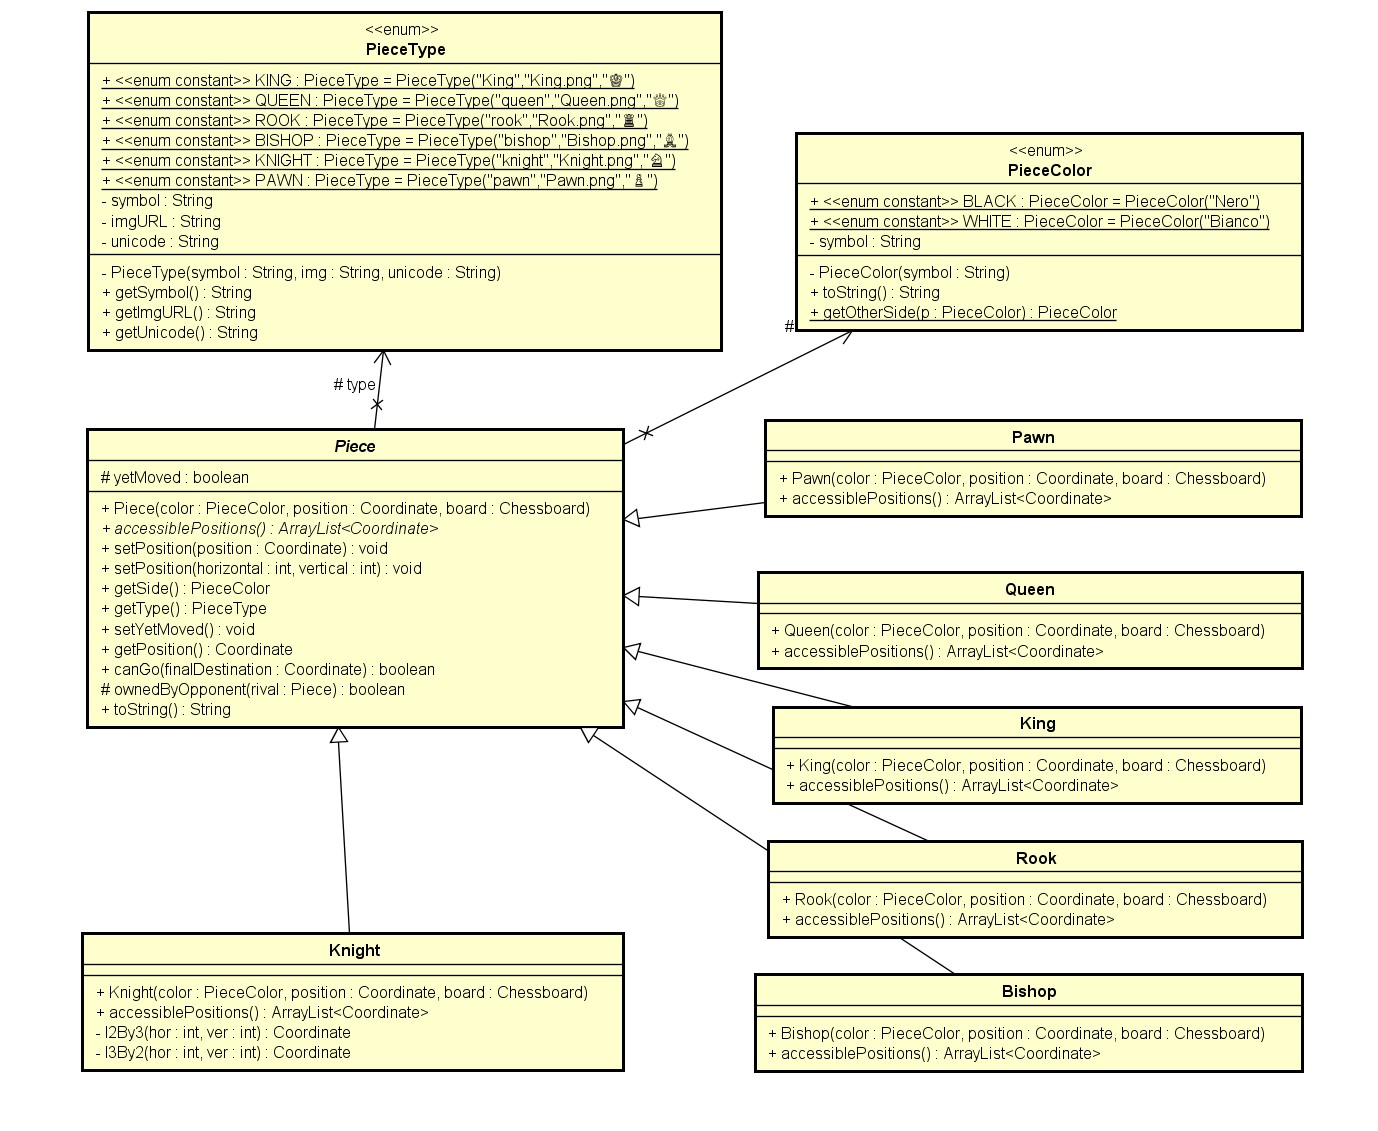 <<enum>>
PieceType
+ <<enum constant>> KING : PieceType = PieceType("King","King.png","♚")
+ <<enum constant>> QUEEN : PieceType = PieceType("queen","Queen.png","♛")
+ <<enum constant>> ROOK : PieceType = PieceType("rook","Rook.png","♜")
+ <<enum constant>> BISHOP : PieceType = PieceType("bishop","Bishop.png","♝")
+ <<enum constant>> KNIGHT : PieceType = PieceType("knight","Knight.png","♞")
+ <<enum constant>> PAWN : PieceType = PieceType("pawn","Pawn.png","♟")
- symbol : String
- imgURL : String
- unicode : String
- PieceType(symbol : String, img : String, unicode : String)
+ getSymbol() : String
+ getImgURL() : String
+ getUnicode() : String
<<enum>>
PieceColor
+ <<enum constant>> BLACK : PieceColor = PieceColor("Nero")
+ <<enum constant>> WHITE : PieceColor = PieceColor("Bianco")
- symbol : String
- PieceColor(symbol : String)
+ toString() : String
+ getOtherSide(p : PieceColor) : PieceColor
#
# type
Piece
# yetMoved : boolean
+ Piece(color : PieceColor, position : Coordinate, board : Chessboard)
+ accessiblePositions() : ArrayList<Coordinate>
+ setPosition(position : Coordinate) : void
+ setPosition(horizontal : int, vertical : int) : void
+ getSide() : PieceColor
+ getType() : PieceType
+ setYetMoved() : void
+ getPosition() : Coordinate
+ canGo(finalDestination : Coordinate) : boolean
# ownedByOpponent(rival : Piece) : boolean
+ toString() : String
Pawn
+ Pawn(color : PieceColor, position : Coordinate, board : Chessboard)
+ accessiblePositions() : ArrayList<Coordinate>
Queen
+ Queen(color : PieceColor, position : Coordinate, board : Chessboard)
+ accessiblePositions() : ArrayList<Coordinate>
King
+ King(color : PieceColor, position : Coordinate, board : Chessboard)
+ accessiblePositions() : ArrayList<Coordinate>
Rook
+ Rook(color : PieceColor, position : Coordinate, board : Chessboard)
+ accessiblePositions() : ArrayList<Coordinate>
Knight
+ Knight(color : PieceColor, position : Coordinate, board : Chessboard)
+ accessiblePositions() : ArrayList<Coordinate>
- l2By3(hor : int, ver : int) : Coordinate
- l3By2(hor : int, ver : int) : Coordinate
Bishop
+ Bishop(color : PieceColor, position : Coordinate, board : Chessboard)
+ accessiblePositions() : ArrayList<Coordinate>